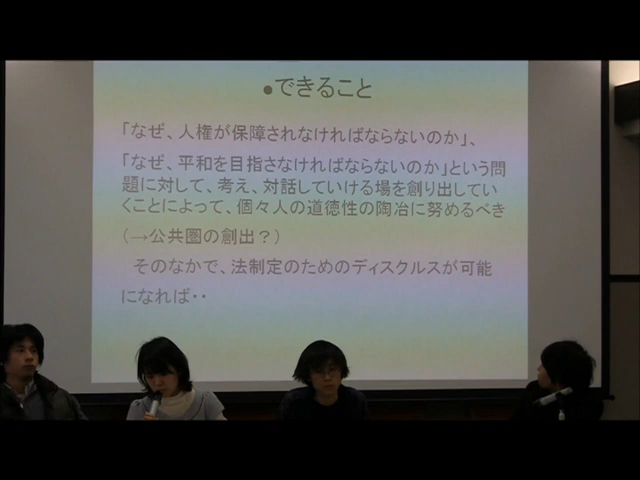 ●できること
「なぜ、人権が保障されなければならないのか」、
「なぜ、平和を目指さなければならないのか」という問
題に対して、考え、対話していける場を創り出してい
くことによって、個々人の道徳性の陶冶に努めるべき
（→公共圏の創出？）
そのなかで、法制定のためのディスクルスが可能
になれば・・